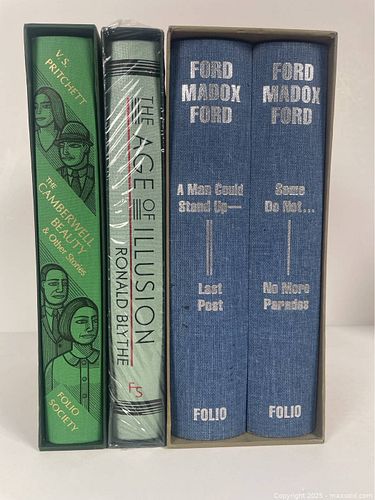 V.S.
PRITCHETT
THE
CAMBERWELL
BEAUTY
& Other Stories
FOLIO
SOCIETY
THE AGE OF ILLUSION
RONALD BLYTHE
FS
FORD
MADOX
FORD
A Man Could
Stand Up—
Last
Post
FOLIO
FORD
MADOX
FORD
Some
Do Not...
No More
Parades
FOLIO
Copyright 2025 - maxsold.com